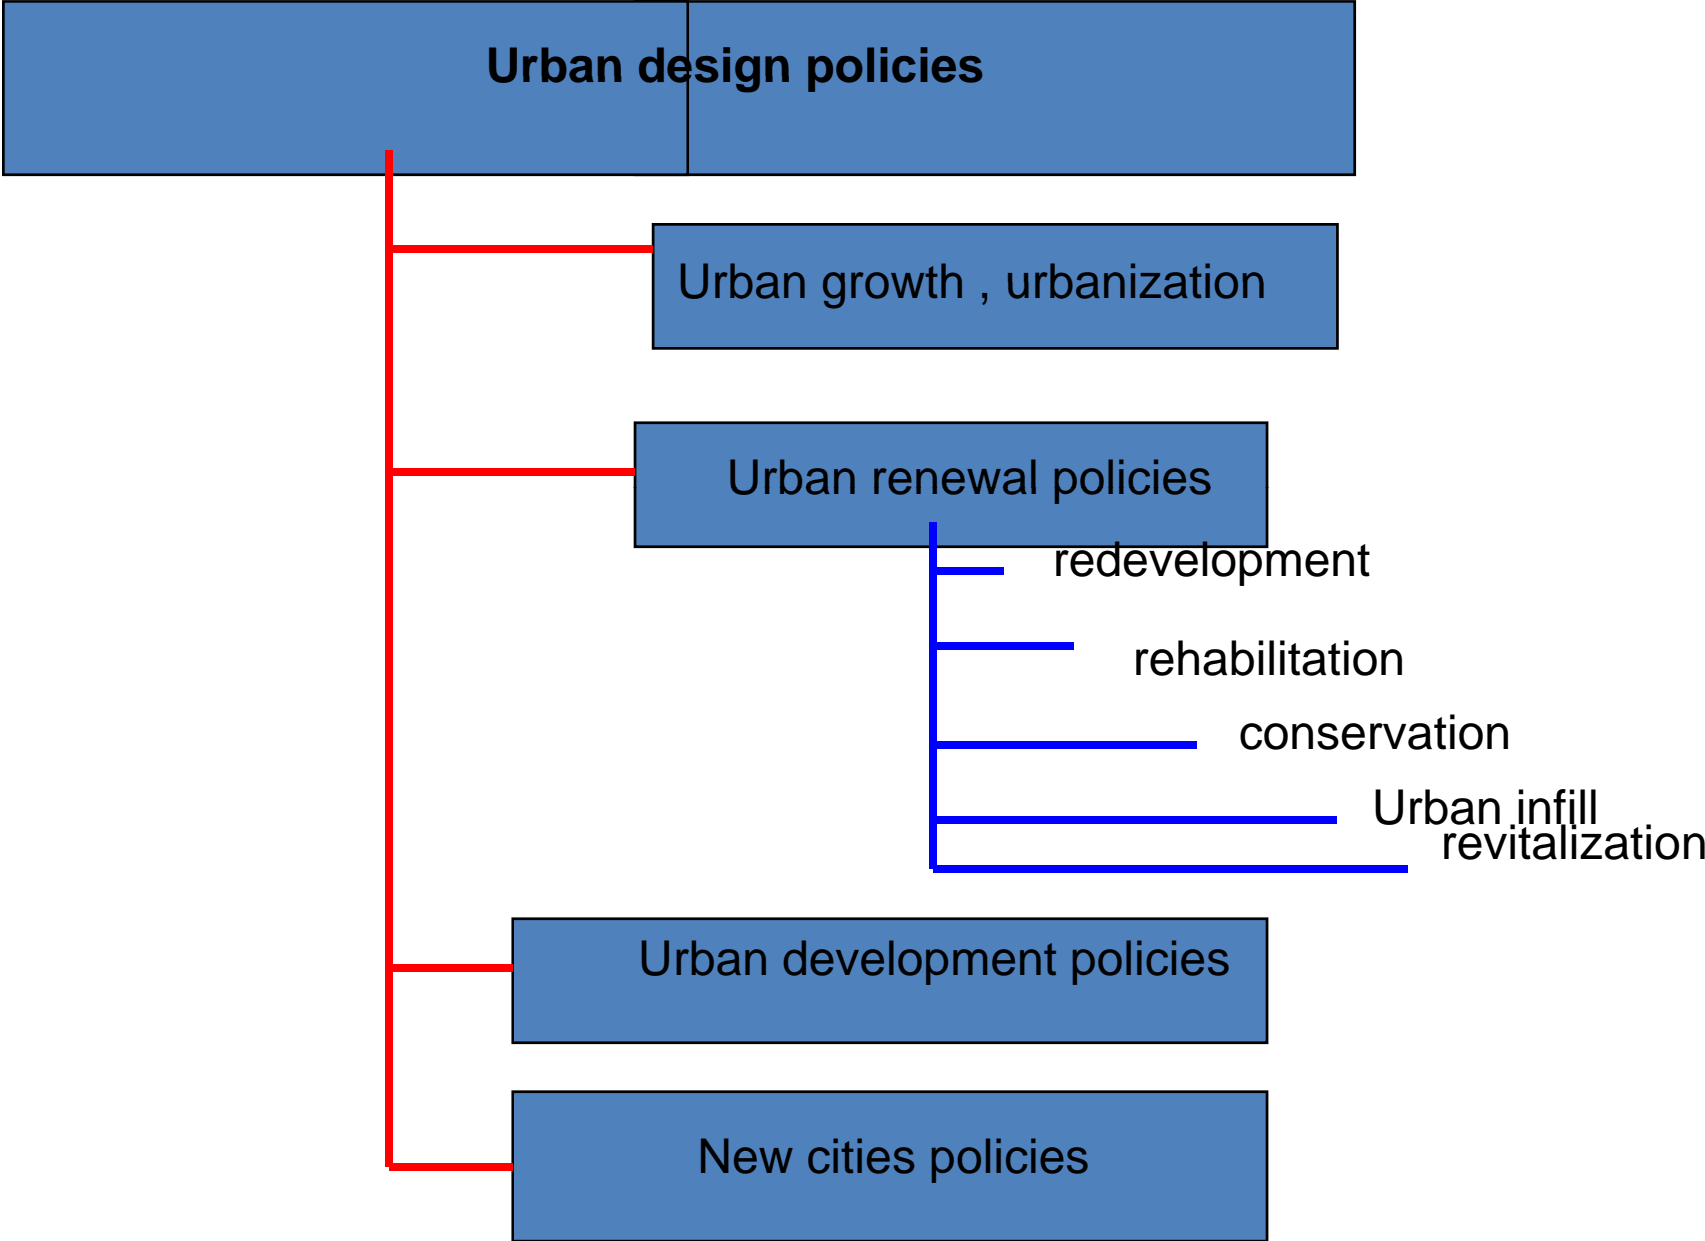 Urban design policies
Urban growth , urbanization
Urban renewal policies
redevelopment
rehabilitation
conservation
Urban infill
revitalization
Urban development policies
New cities policies